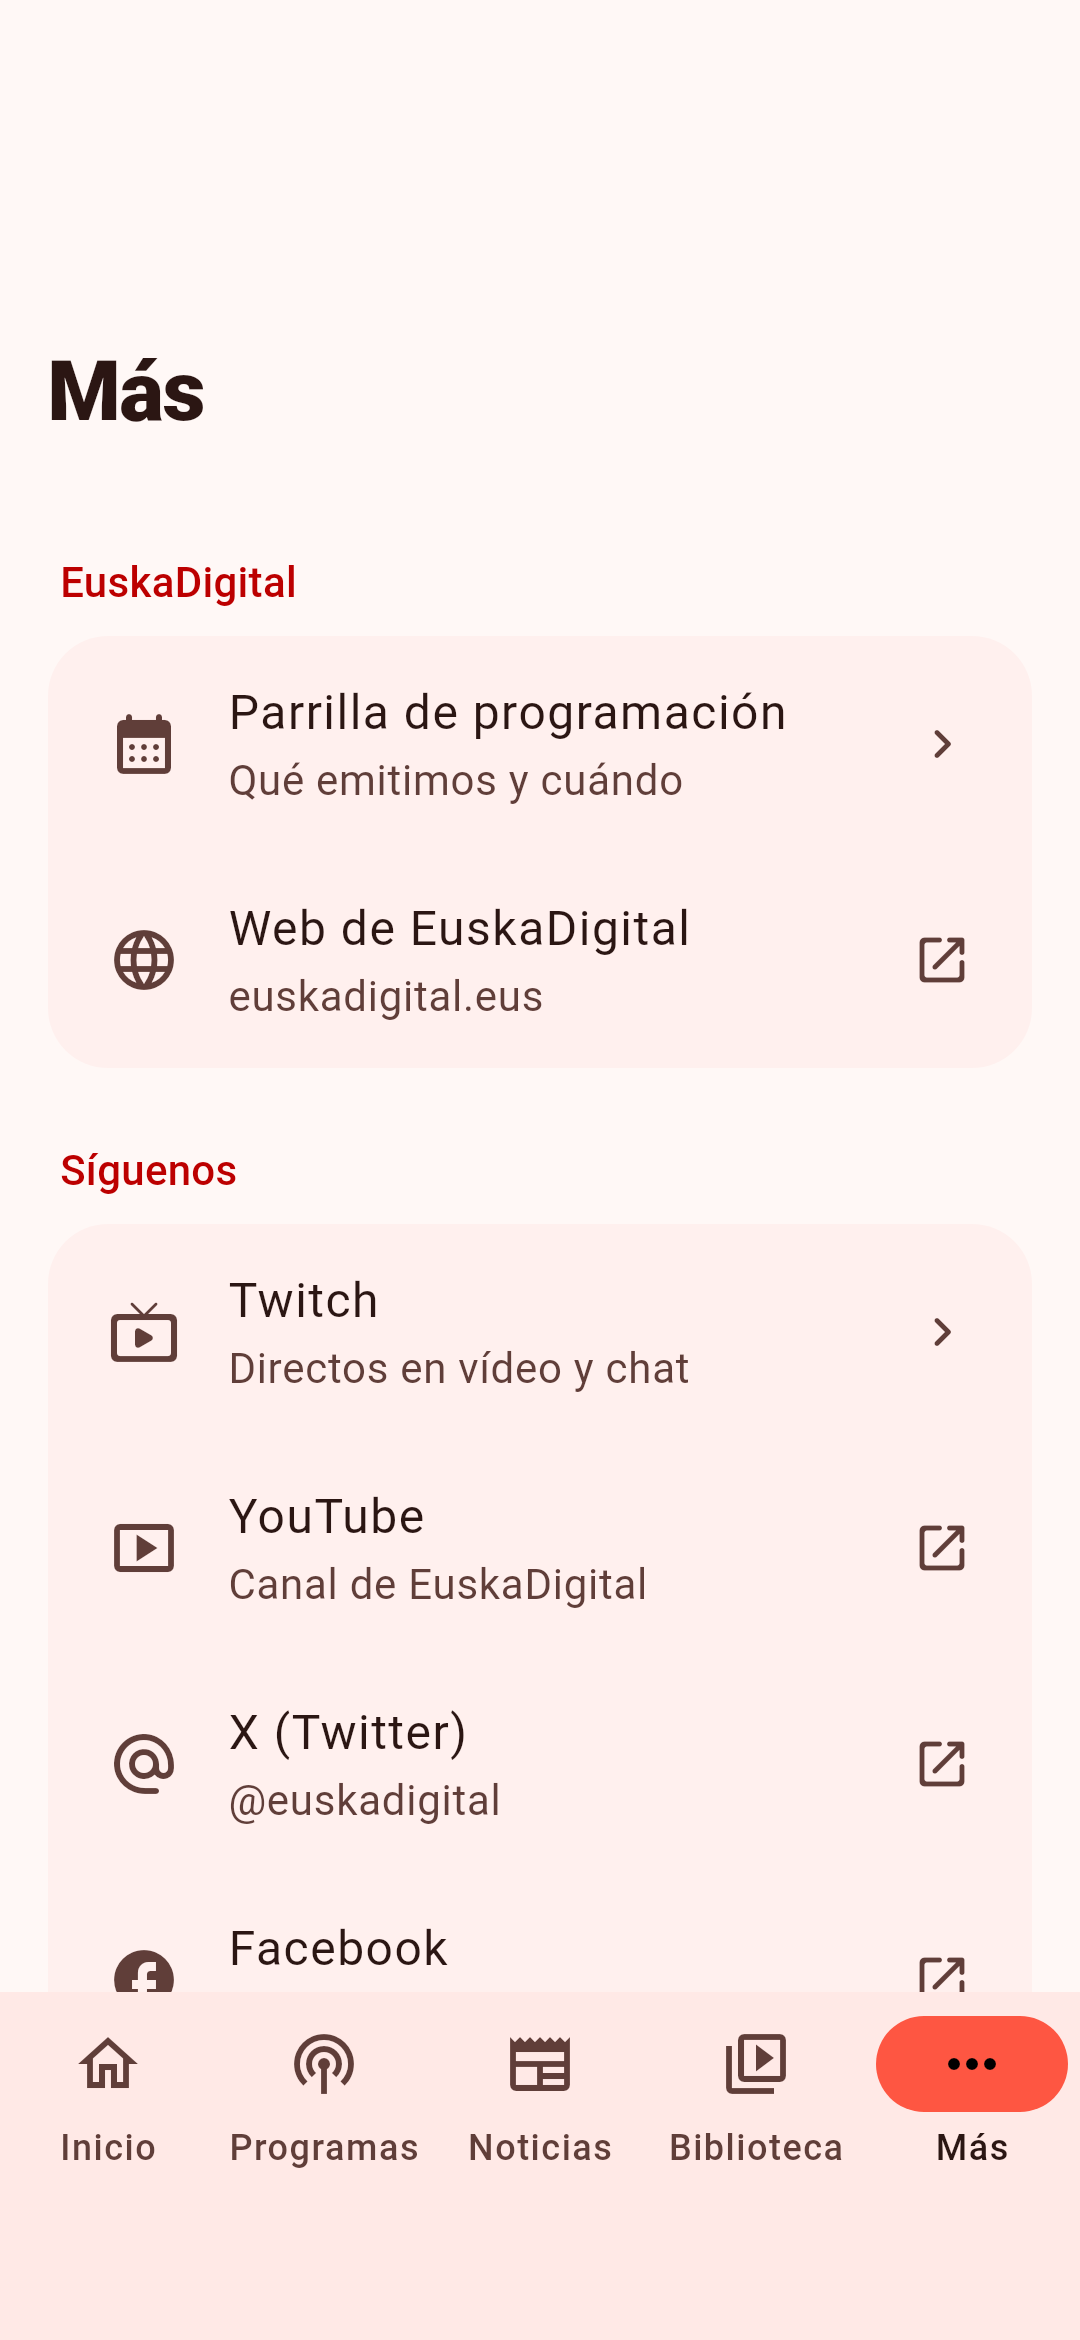 Más
EuskaDigital
Parrilla de programación
Qué emitimos y cuándo
Web de EuskaDigital
euskadigital.eus
Síguenos
Twitch
Directos en vídeo y chat
YouTube
Canal de EuskaDigital
X (Twitter)
@euskadigital
Facebook
Inicio
Programas
Noticias
Biblioteca
Más